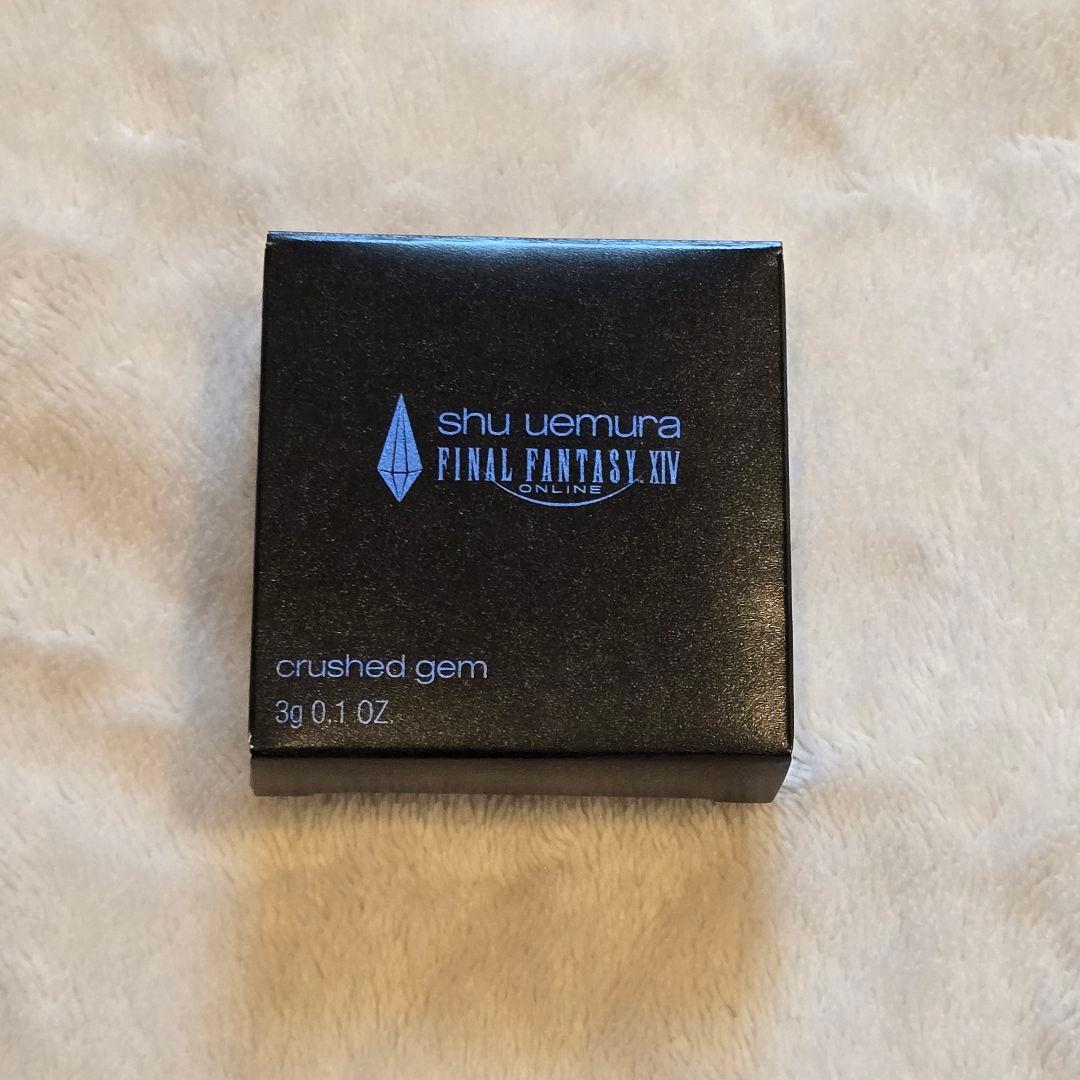 shu uemura
FINAL FANTASY XIV
ONLINE
crushed gem
3g 0.1 OZ.